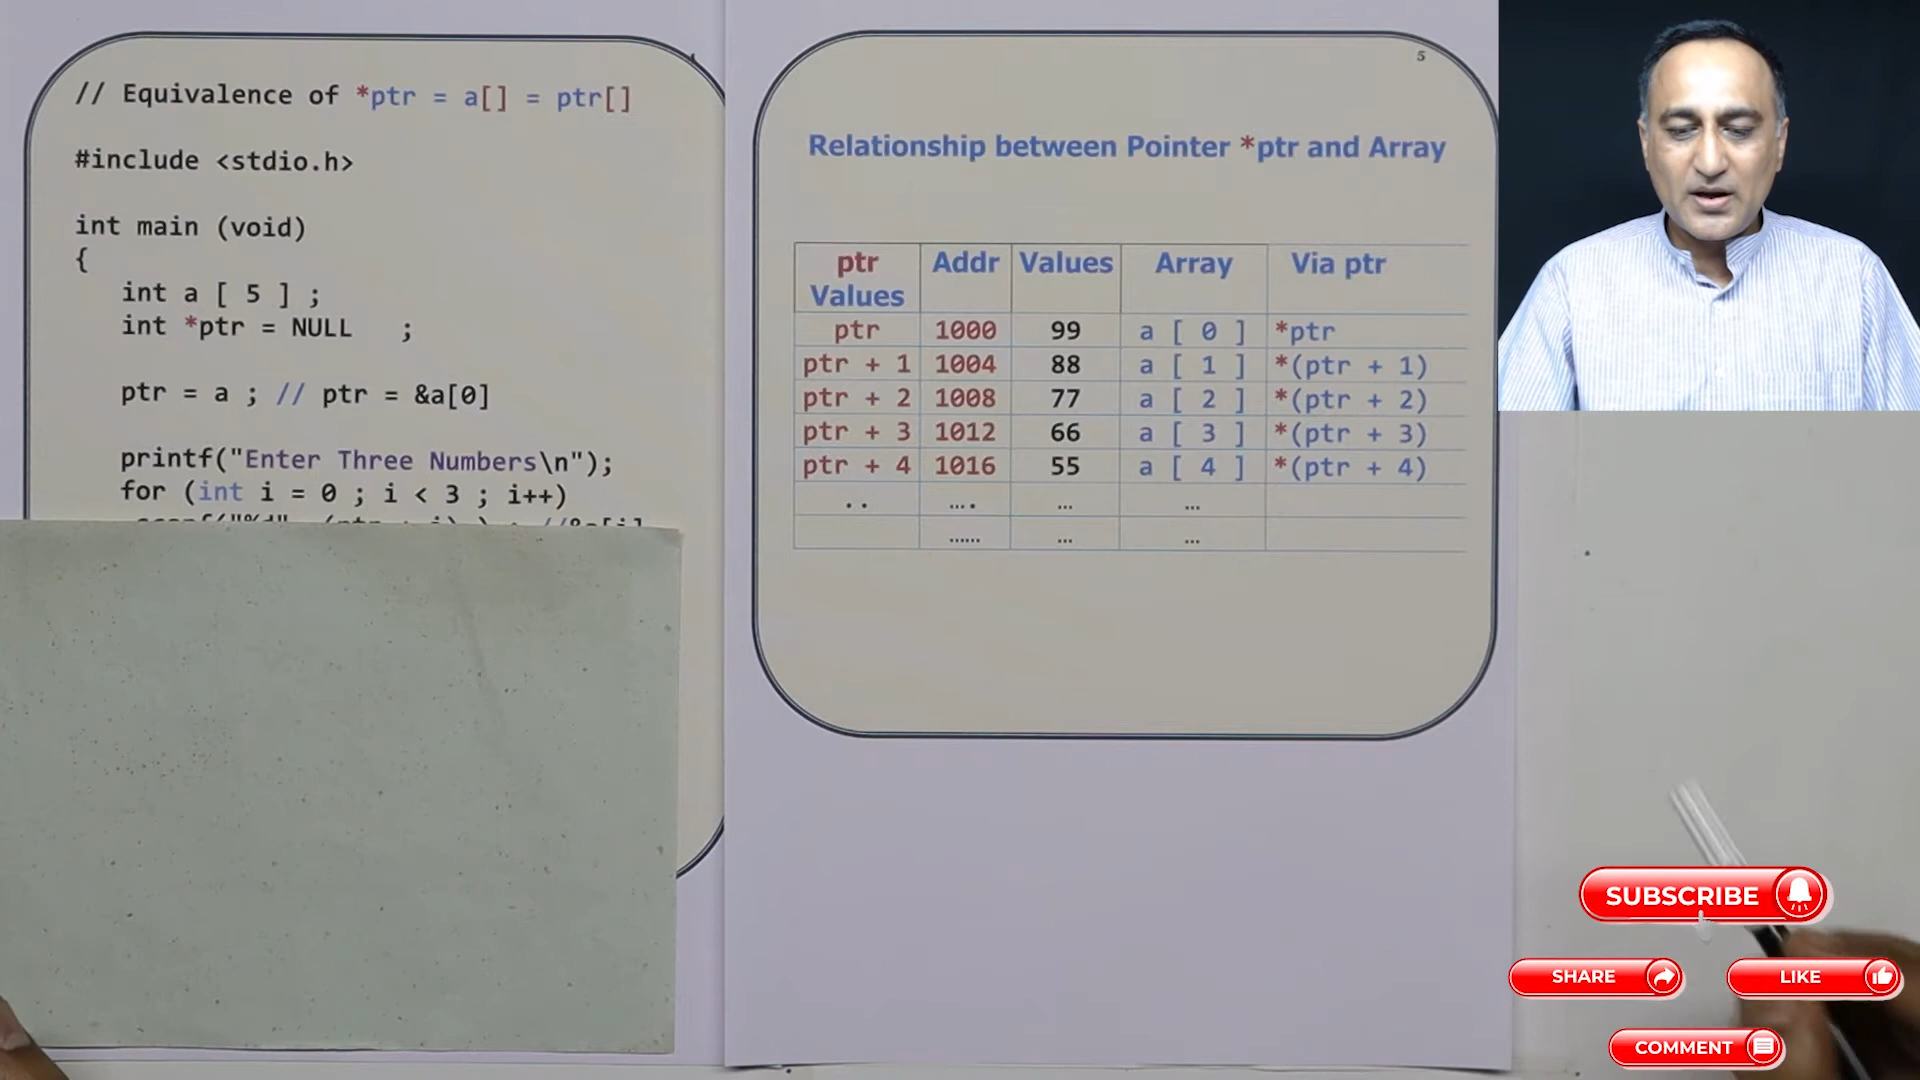 // Equivalence of *ptr = a[] = ptr[]
#include <stdio.h>
int main (void)
{
int a [ 5 ] ;
int *ptr = NULL ;
ptr = a ; // ptr = &a[0]
printf("Enter Three Numbers\n");
for (int i = 0 ; i < 3 ; i++)
5
Relationship between Pointer *ptr and Array
ptr Values Addr Values Array Via ptr
ptr 1000 99 a [ 0 ] *ptr
ptr + 1 1004 88 a [ 1 ] *(ptr + 1)
ptr + 2 1008 77 a [ 2 ] *(ptr + 2)
ptr + 3 1012 66 a [ 3 ] *(ptr + 3)
ptr + 4 1016 55 a [ 4 ] *(ptr + 4)
.. .... ... ...
...... ... ...
SUBSCRIBE
SHARE
LIKE
COMMENT